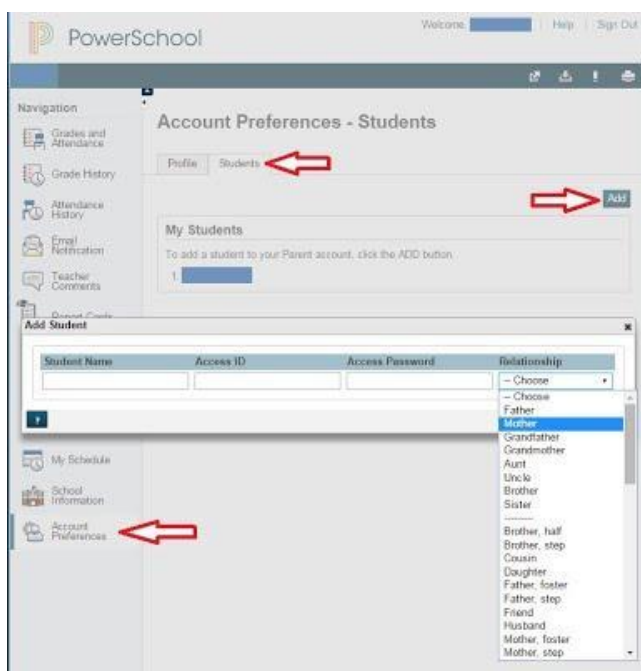 PowerSchool
Welcome,
Help
Sign Out
Navigation
Grades and
Attendance
Grade History
Attendance
History
Email
Notification
Teacher
Comments
Report Cards
Account Preferences - Students
Profile
Students
Add
My Students
To add a student to your Parent account, click the ADD button.
1.
Add Student
Student Name
Access ID
Access Password
Relationship
-- Choose
-- Choose
Father
Mother
Grandfather
Grandmother
Aunt
Uncle
Brother
Sister
---------
Brother, half
Brother, step
Cousin
Daughter
Father, foster
Father, step
Friend
Husband
Mother, foster
Mother, step
My Schedule
School
Information
Account
Preferences